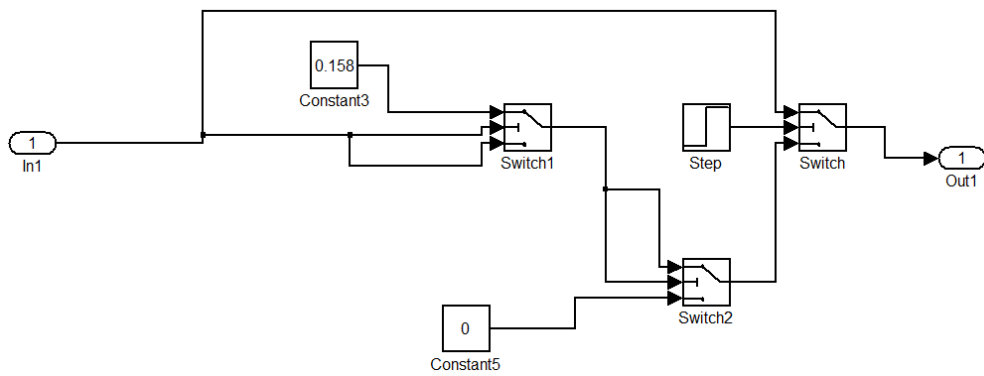 0.158
Constant3
1
In1
Switch1
Step
Switch
1
Out1
Switch2
0
Constant5